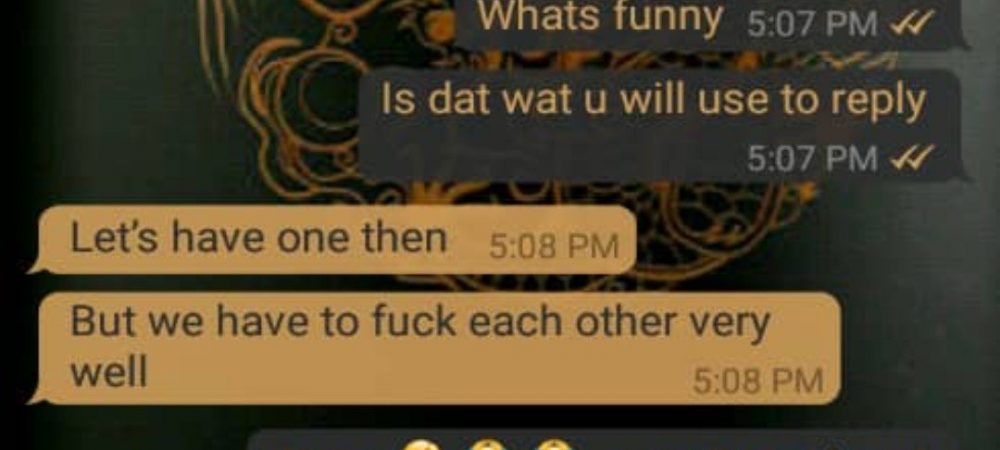 Whats funny 5:07 PM
Is dat wat u will use to reply
5:07 PM
Let's have one then 5:08 PM
But we have to fuck each other very
well 5:08 PM